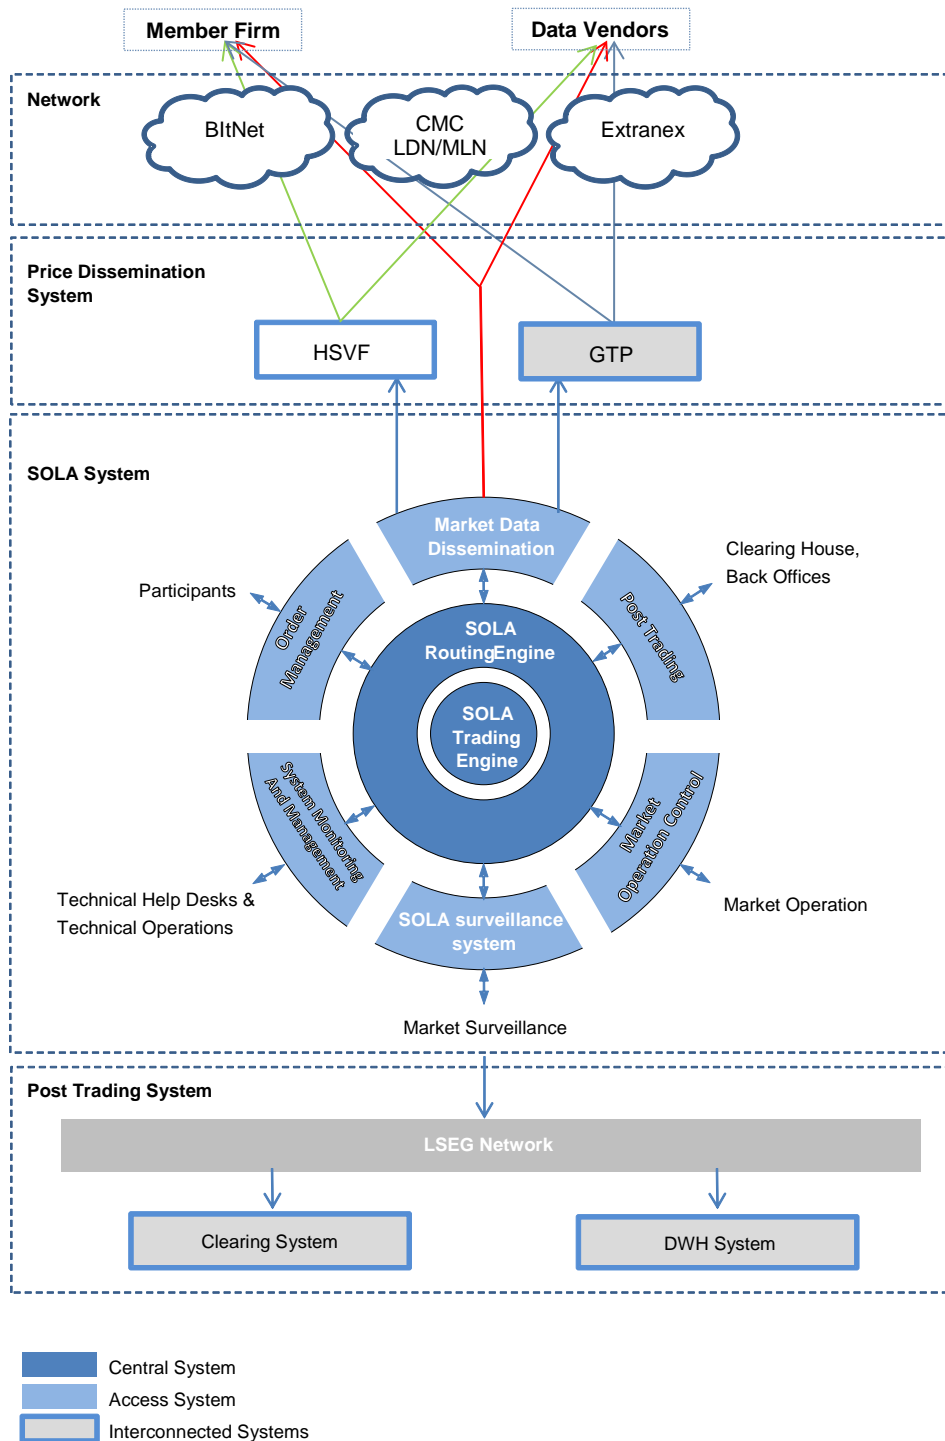 Member Firm
Data Vendors
Network
BItNet
CMC
LDN/MLN
Extranex
Price Dissemination
System
HSVF
GTP
SOLA System
Market Data
Dissemination
Clearing House,
Back Offices
Participants
Order
Management
Post Trading
SOLA
RoutingEngine
SOLA
Trading
Engine
System Monitoring
And Management
Market
Operation Control
Technical Help Desks &
Technical Operations
SOLA surveillance
system
Market Operation
Market Surveillance
Post Trading System
LSEG Network
Clearing System
DWH System
Central System
Access System
Interconnected Systems